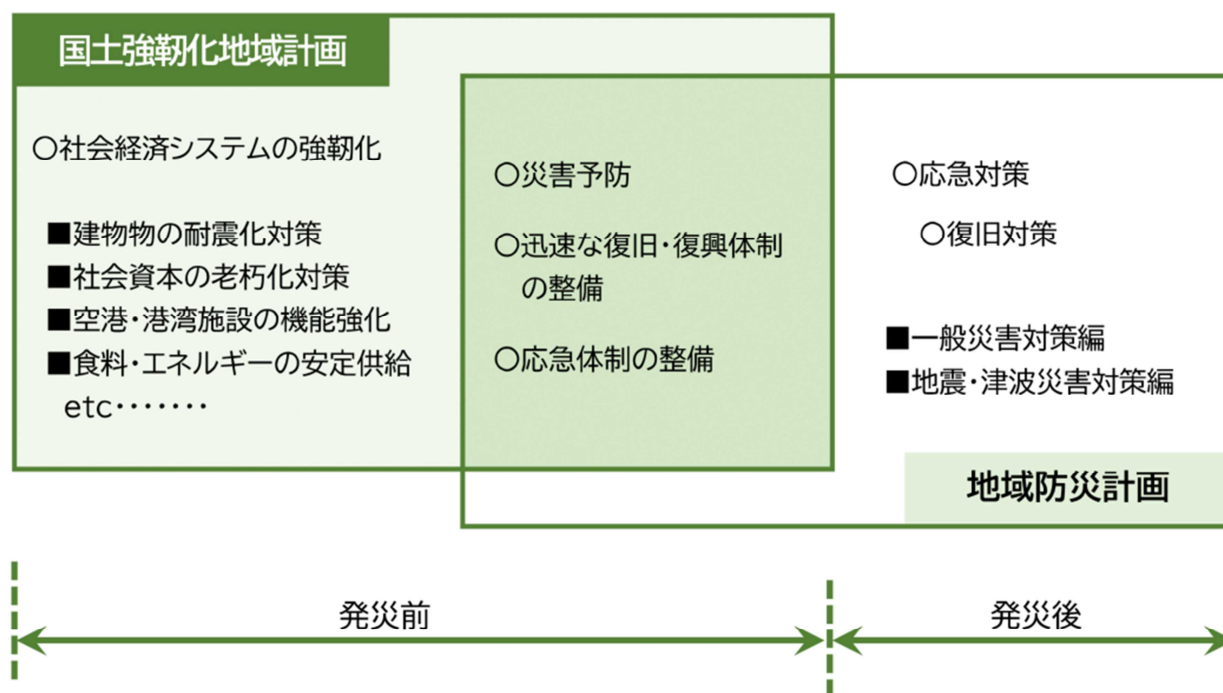 国土強靭化地域計画
○社会経済システムの強靭化
■建物物の耐震化対策
■社会資本の老朽化対策
■空港・港湾施設の機能強化
■食料・エネルギーの安定供給
etc・・・・・・・
○災害予防
○迅速な復旧・復興体制
の整備
○応急体制の整備
○応急対策
○復旧対策
■一般災害対策編
■地震・津波災害対策編
地域防災計画
発災前
発災後